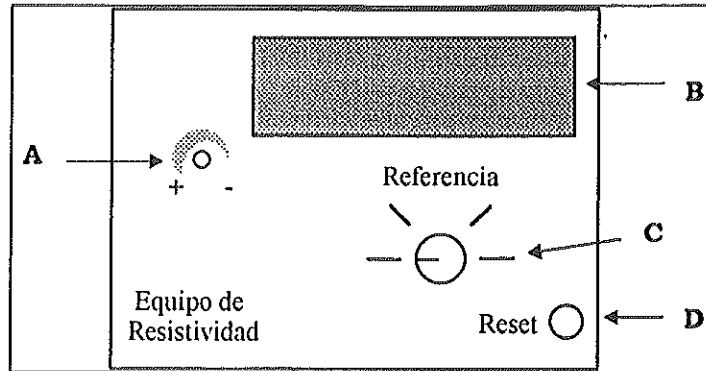 B
A
+ -
Referencia
C
Equipo de
Resistividad
Reset
D